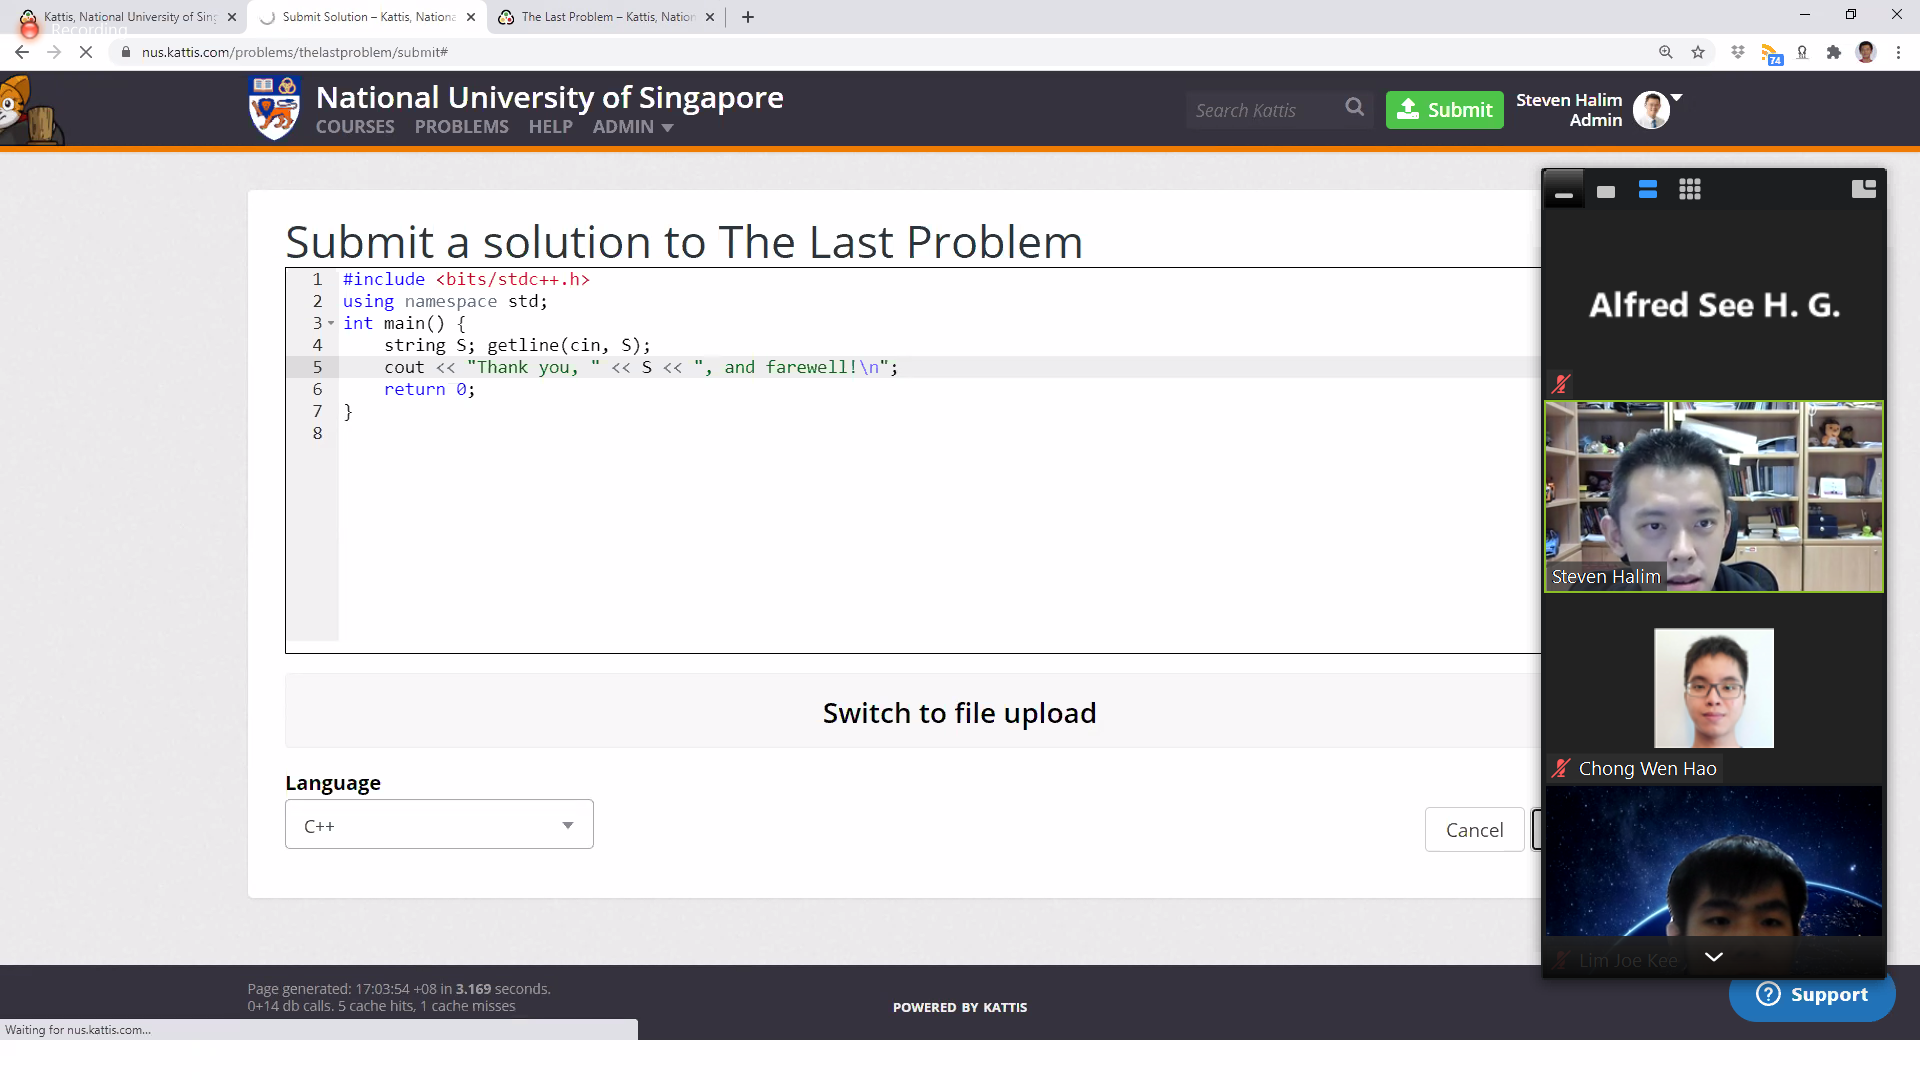 Kattis, National University of Sing
Submit Solution – Kattis, Nationa
The Last Problem – Kattis, Nation
Recording
nus.kattis.com/problems/thelastproblem/submit#
74
National University of Singapore
COURSES PROBLEMS HELP ADMIN
Search Kattis
Submit
Steven Halim
Admin
Submit a solution to The Last Problem
1 #include <bits/stdc++.h>
2 using namespace std;
3 int main() {
4 string S; getline(cin, S);
5 cout << "Thank you, " << S << ", and farewell!\n";
6 return 0;
7 }
8
Switch to file upload
Language
C++
Cancel
Alfred See H. G.
Steven Halim
Chong Wen Hao
Lim Joe Kee
Page generated: 17:03:54 +08 in 3.169 seconds.
0+14 db calls. 5 cache hits, 1 cache misses
POWERED BY KATTIS
Support
Waiting for nus.kattis.com...